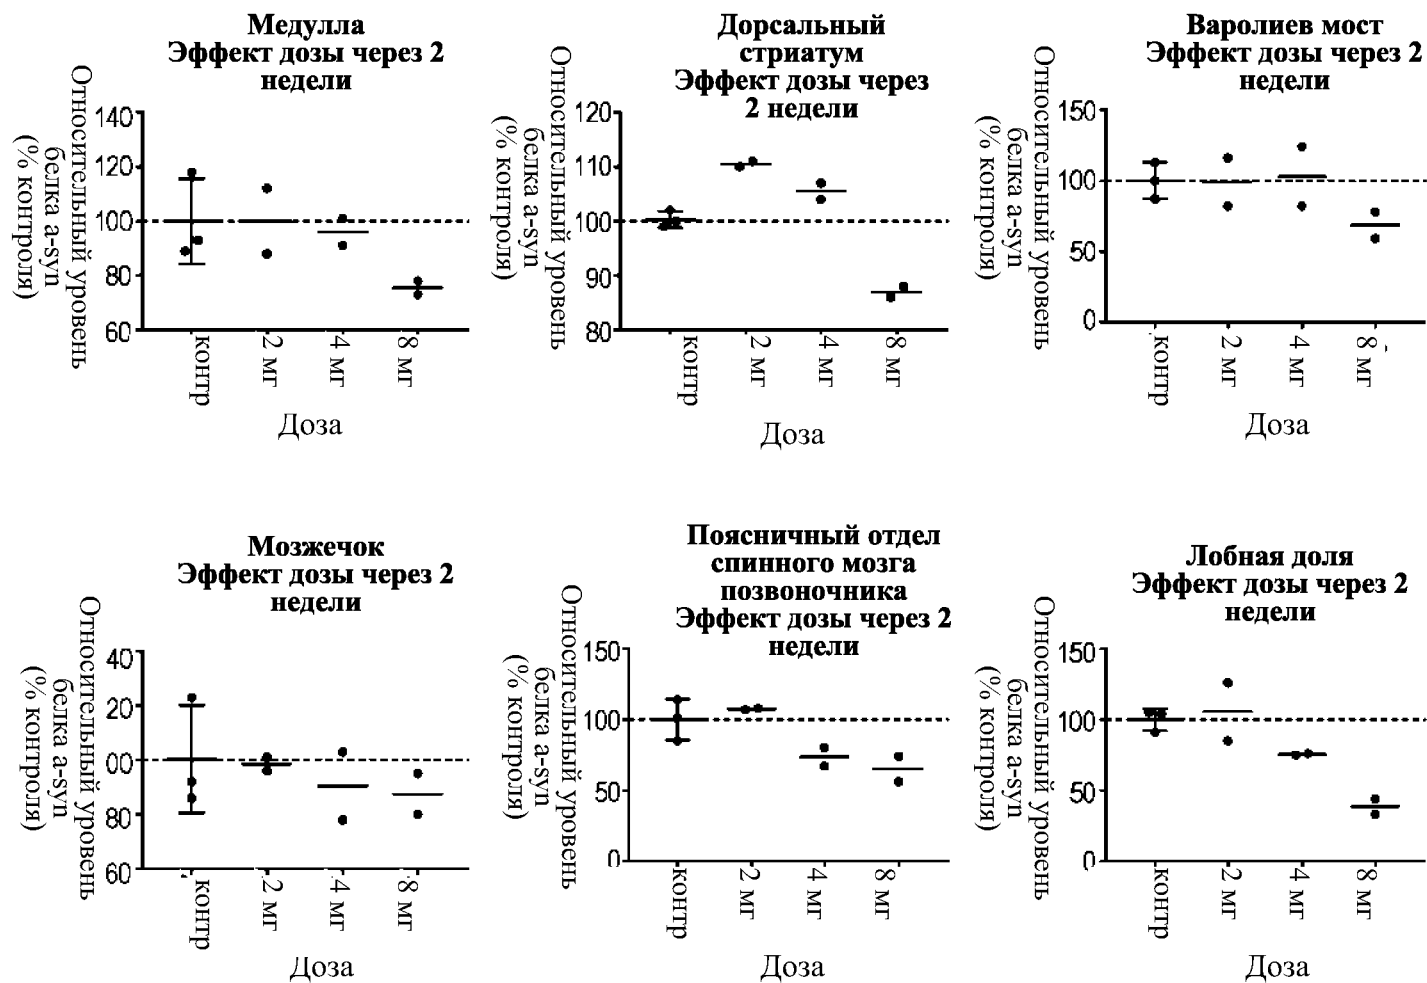 Медулла
Эффект дозы через 2
недели
Относительный уровень
белка a-syn
(% контроля)
140
120
100
80
60
контр
2 мг
4 мг
8 мг
Доза
Дорсальный
стриатум
Эффект дозы через
2 недели
Относительный уровень
белка a-syn
(% контроля)
120
110
100
90
80
контр
2 мг
4 мг
8 мг
Доза
Варолиев мост
Эффект дозы через 2
недели
Относительный уровень
белка a-syn
(% контроля)
150
100
50
0
контр
2 мг
4 мг
8 мг
Доза
Мозжечок
Эффект дозы через 2
недели
Относительный уровень
белка a-syn
(% контроля)
40
20
00
80
60
контр
2 мг
4 мг
8 мг
Доза
Поясничный отдел
спинного мозга
позвоночника
Эффект дозы через 2
недели
Относительный уровень
белка a-syn
(% контроля)
150
100
50
0
контр
2 мг
4 мг
8 мг
Доза
Лобная доля
Эффект дозы через 2
недели
Относительный уровень
белка a-syn
(% контроля)
150
100
50
0
контр
2 мг
4 мг
8 мг
Доза